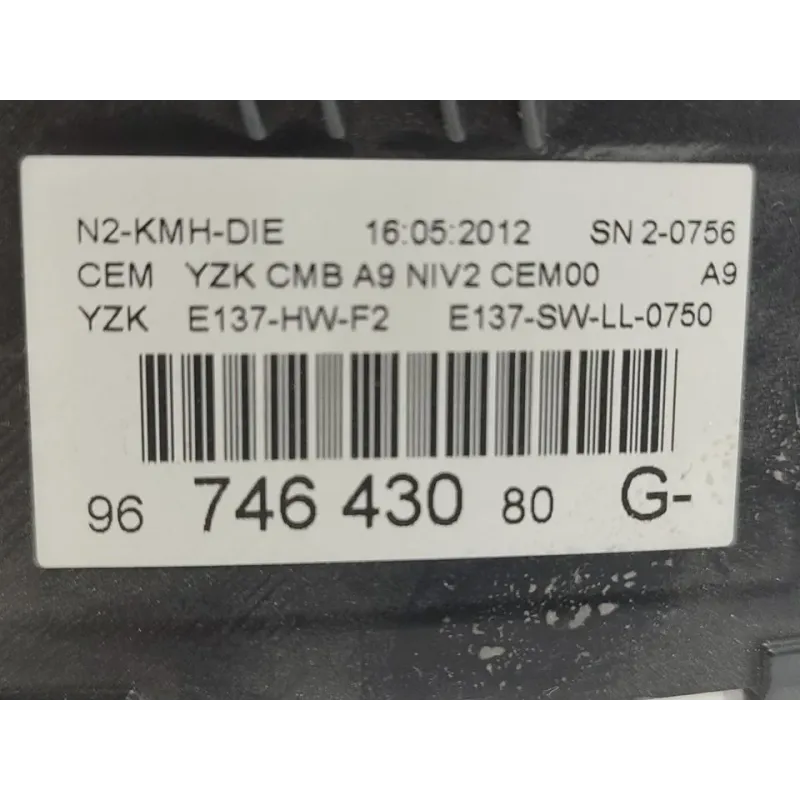 N2-KMH-DIE 16:05:2012 SN 2-0756
CEM YZK CMB A9 NIV2 CEM00 A9
YZK E137-HW-F2 E137-SW-LL-0750
96 746 430 80 G-